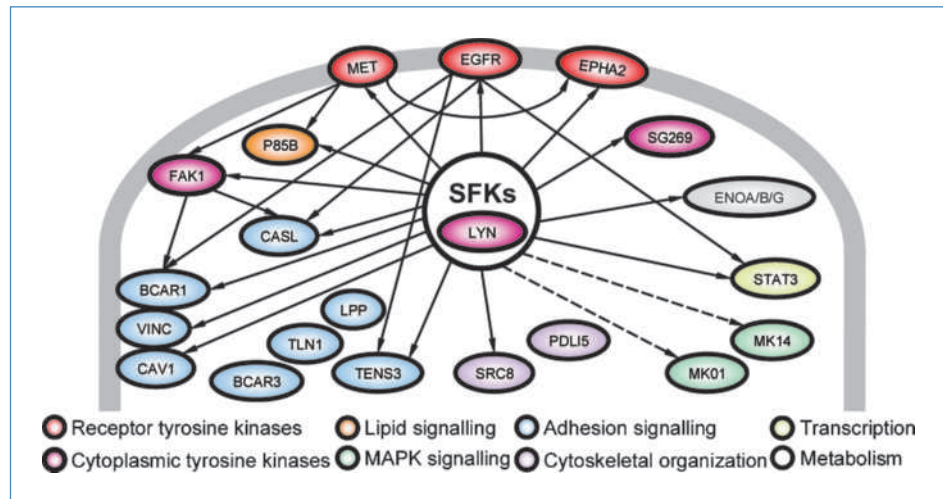 MET
EGFR
EPHA2
P85B
SG269
FAK1
SFKs
ENOA/B/G
CASL
LYN
BCAR1
STAT3
LPP
VINC
TLN1
PDLI5
MK14
CAV1
BCAR3
TENS3
SRC8
MK01
Receptor tyrosine kinases
Lipid signalling
Adhesion signalling
Transcription
Cytoplasmic tyrosine kinases
MAPK signalling
Cytoskeletal organization
Metabolism